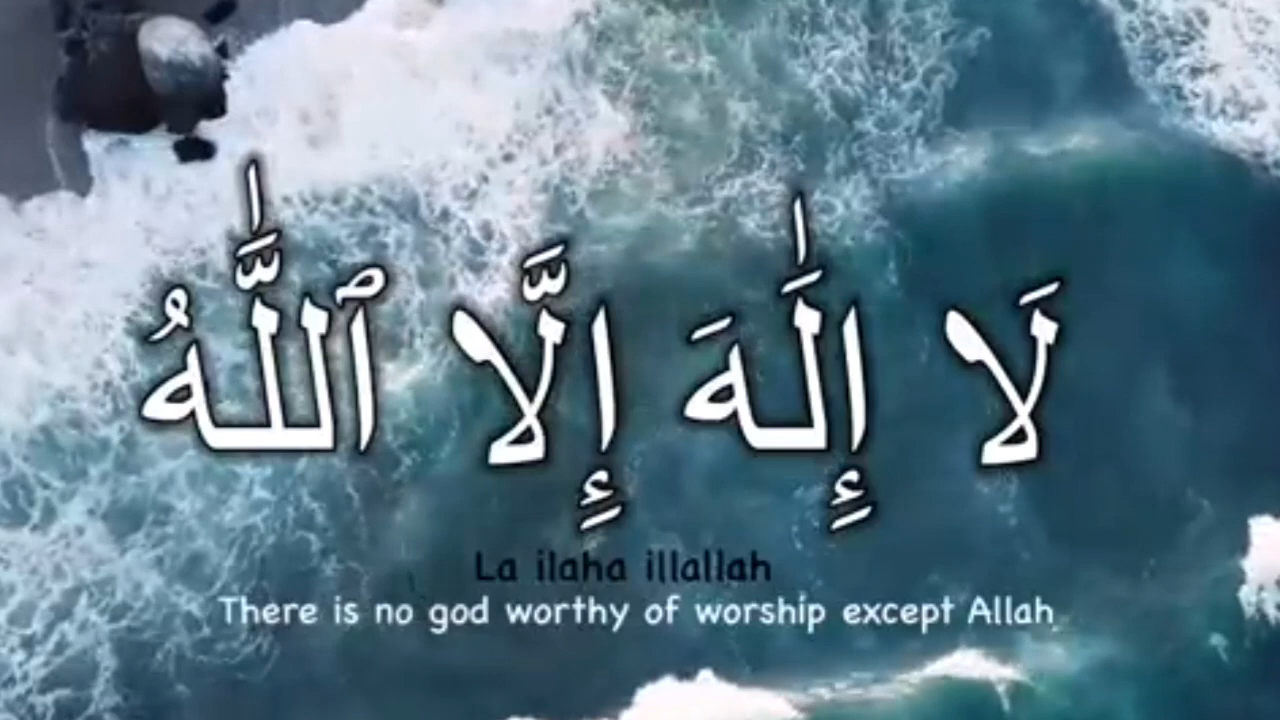 لَا إِلَٰهَ إِلَّا ٱللَّٰهُ
La ilaha illallah
There is no god worthy of worship except Allah